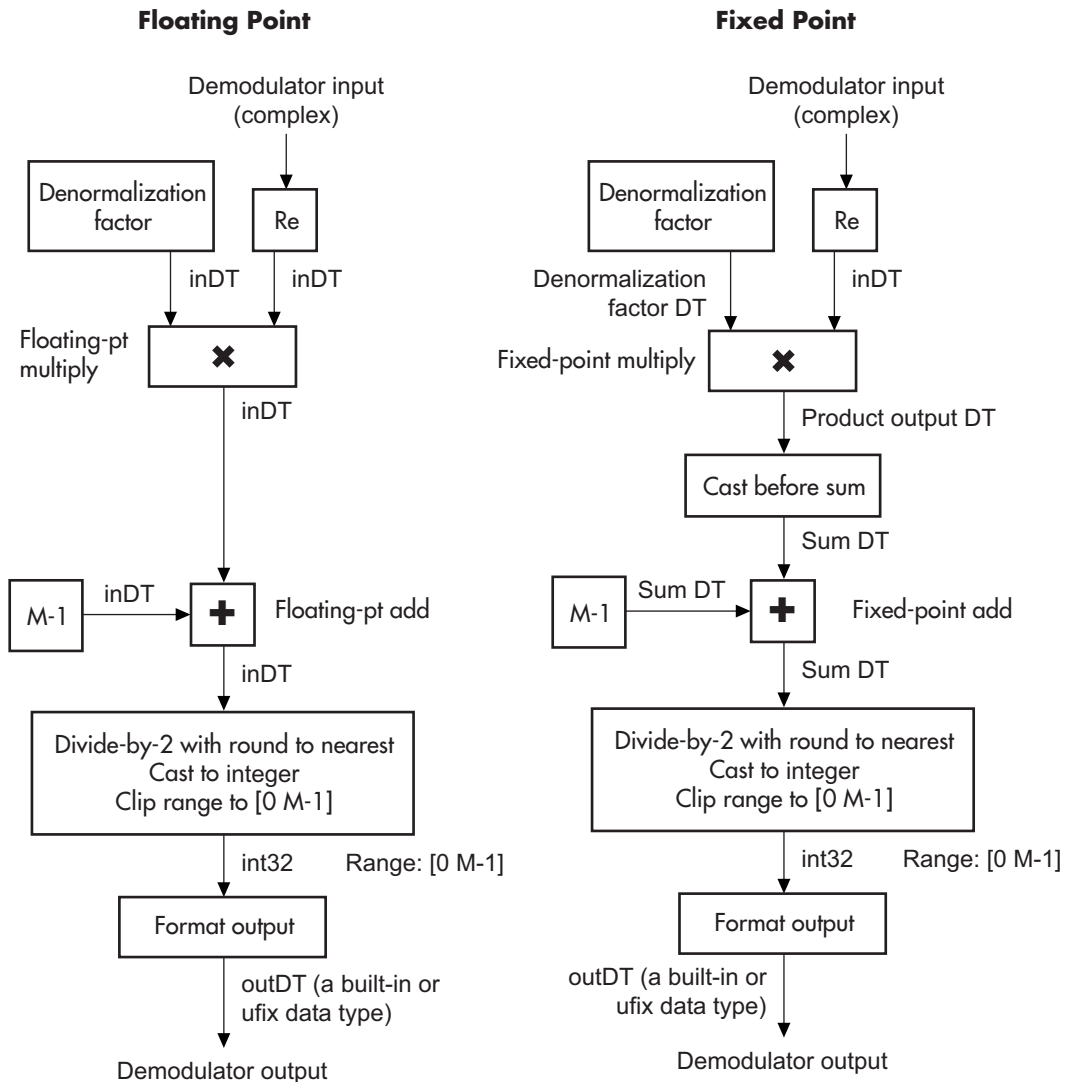 Floating Point
Demodulator input
(complex)
Denormalization
factor
Re
inDT
inDT
Floating-pt
multiply
inDT
M-1
inDT
Floating-pt add
inDT
Divide-by-2 with round to nearest
Cast to integer
Clip range to [0 M-1]
int32
Range: [0 M-1]
Format output
outDT (a built-in or
ufix data type)
Demodulator output
Fixed Point
Demodulator input
(complex)
Denormalization
factor
Re
Denormalization
factor DT
inDT
Fixed-point multiply
Product output DT
Cast before sum
Sum DT
M-1
Sum DT
Fixed-point add
Sum DT
Divide-by-2 with round to nearest
Cast to integer
Clip range to [0 M-1]
int32
Range: [0 M-1]
Format output
outDT (a built-in or
ufix data type)
Demodulator output